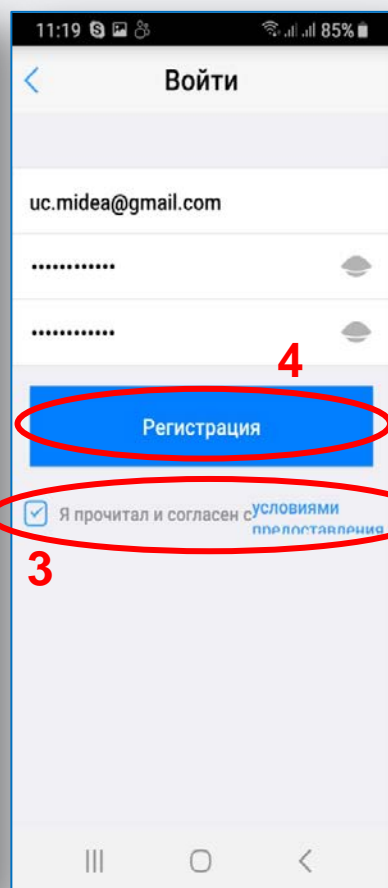 11:19 85%
Войти
uc.midea@gmail.com
••••••••••••
••••••••••••
4
Регистрация
Я прочитал и согласен с условиями
предоставления
3